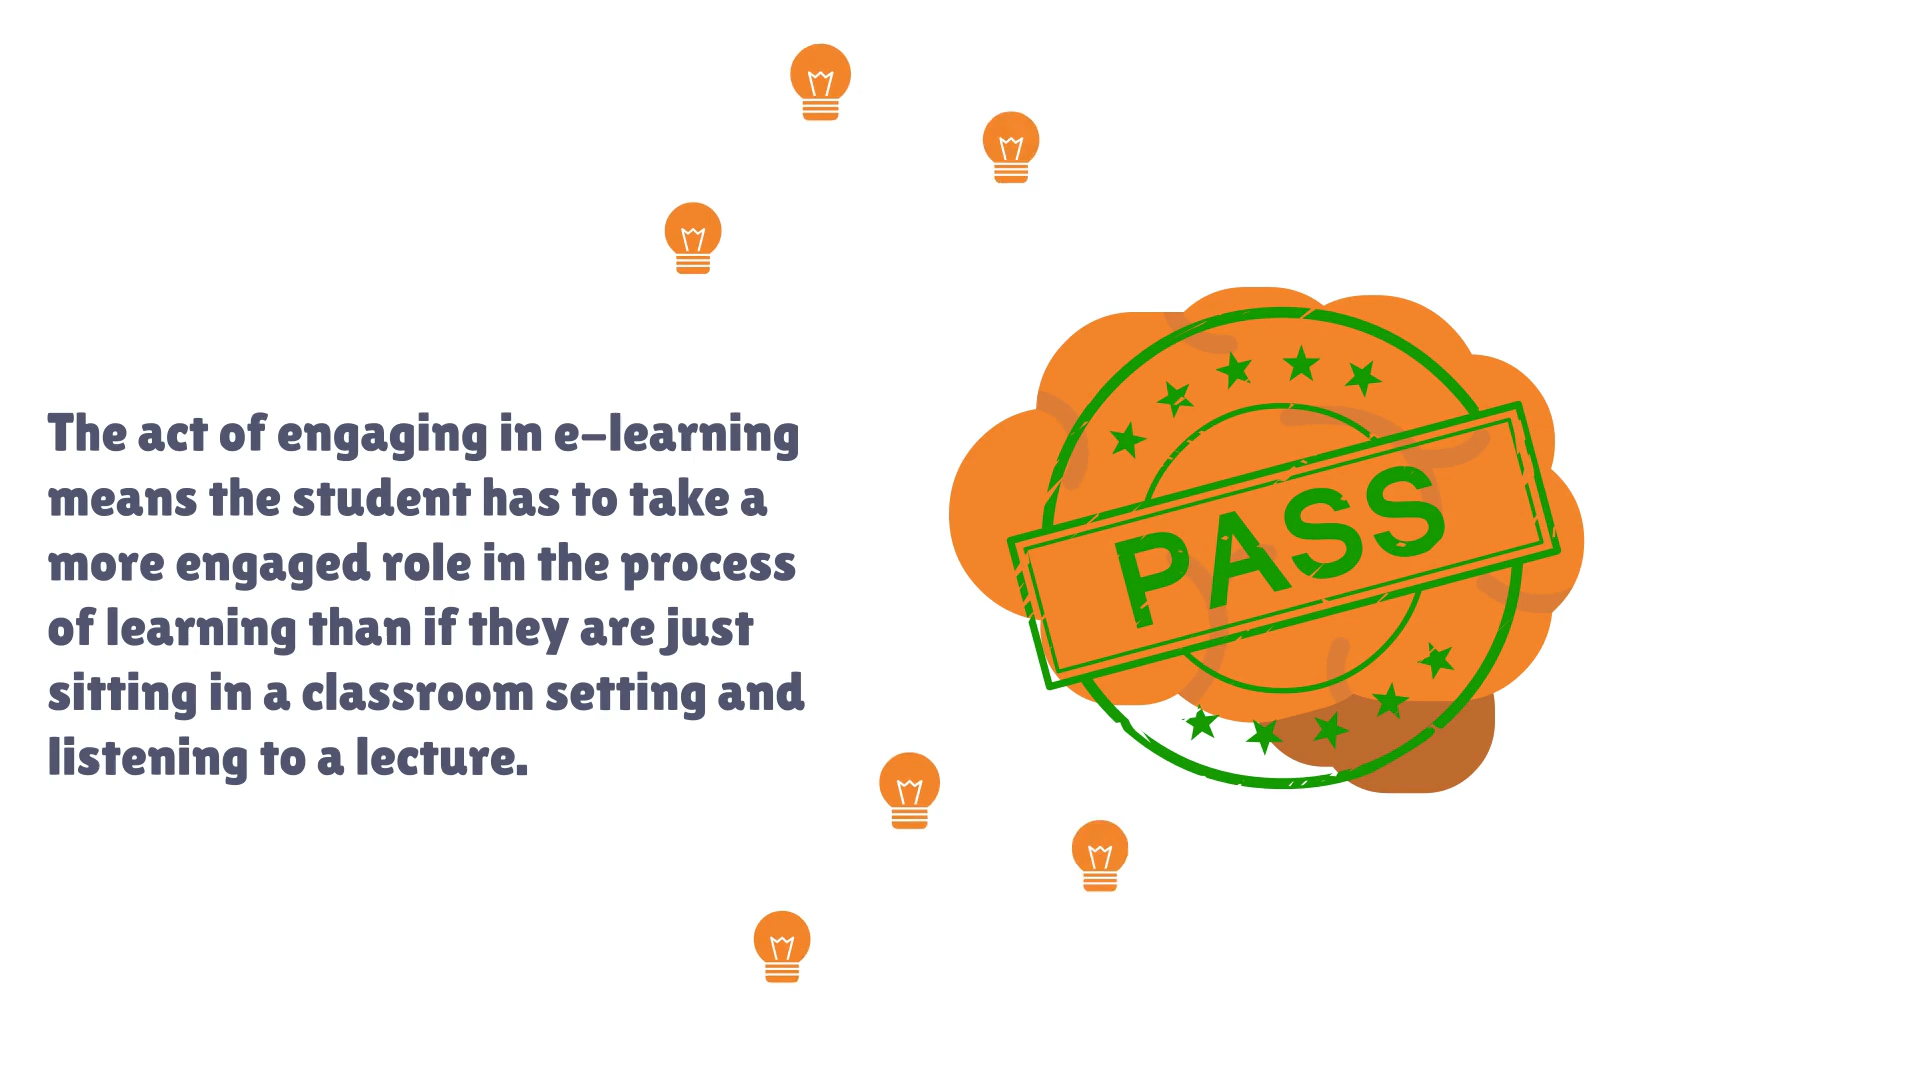 The act of engaging in e-learning
means the student has to take a
more engaged role in the process
of learning than if they are just
sitting in a classroom setting and
listening to a lecture.
PASS